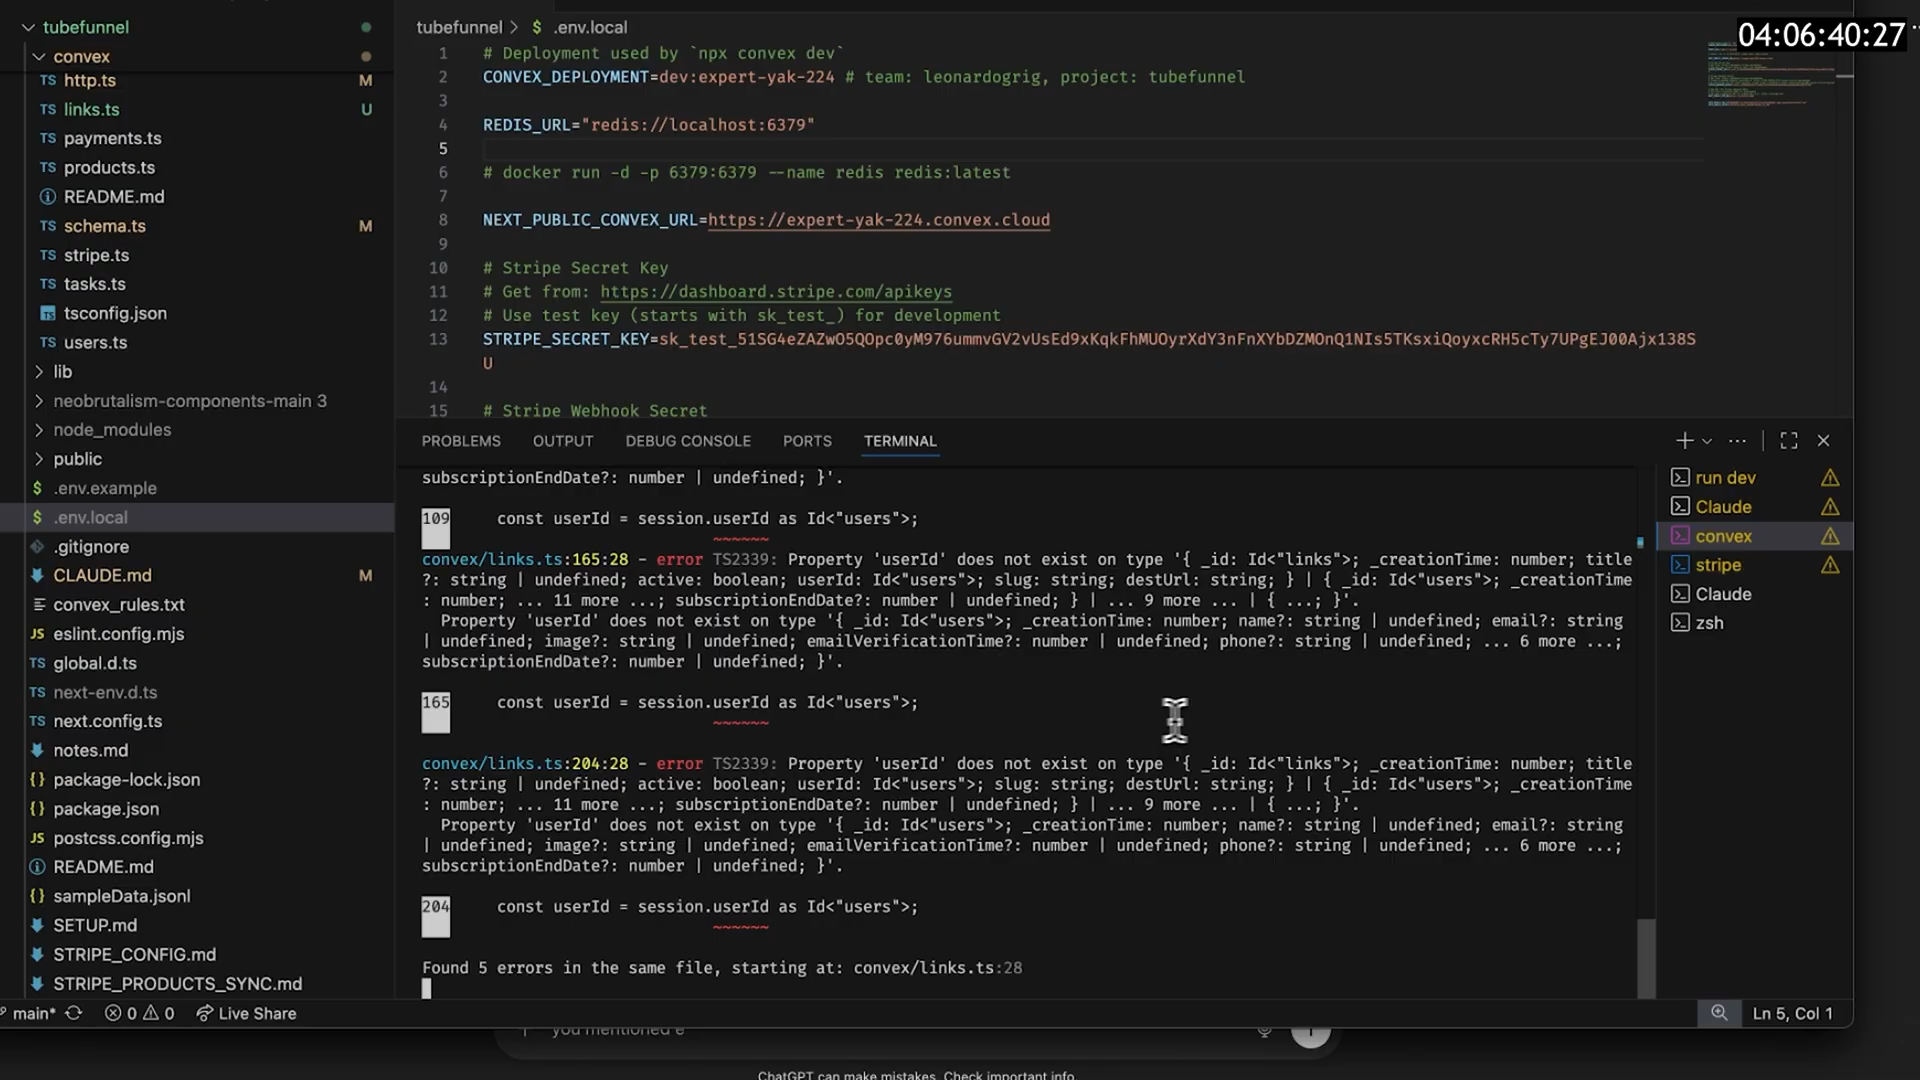 tubefunnel
convex
TS http.ts M
TS links.ts U
TS payments.ts
TS products.ts
README.md
TS schema.ts M
TS stripe.ts
TS tasks.ts
TS tsconfig.json
TS users.ts
lib
neobrutalism-components-main 3
node_modules
public
$ .env.example
$ .env.local
.gitignore
CLAUDE.md M
convex_rules.txt
JS eslint.config.mjs
TS global.d.ts
TS next-env.d.ts
TS next.config.ts
notes.md
{} package-lock.json
{} package.json
JS postcss.config.mjs
README.md
{} sampleData.jsonl
SETUP.md
STRIPE_CONFIG.md
STRIPE_PRODUCTS_SYNC.md
tubefunnel > $ .env.local
04:06:40:27
1 # Deployment used by `npx convex dev`
2 CONVEX_DEPLOYMENT=dev:expert-yak-224 # team: leonardogrig, project: tubefunnel
3
4 REDIS_URL="redis://localhost:6379"
5
6 # docker run -d -p 6379:6379 --name redis redis:latest
7
8 NEXT_PUBLIC_CONVEX_URL=https://expert-yak-224.convex.cloud
9
10 # Stripe Secret Key
11 # Get from: https://dashboard.stripe.com/apikeys
12 # Use test key (starts with sk_test_) for development
13 STRIPE_SECRET_KEY=sk_test_51SG4eZAZwO5QOpc0yM976ummvGV2vUsEd9xKqkFhMUOyrXdY3nFnXYbDZMOnQ1NIs5TKsxiQoyxcRH5cTy7UPgEJ00Ajx138S
U
14
15 # Stripe Webhook Secret
PROBLEMS OUTPUT DEBUG CONSOLE PORTS TERMINAL
subscriptionEndDate?: number | undefined; }'.
109 const userId = session.userId as Id<"users">;
~~~~~~
convex/links.ts:165:28 - error TS2339: Property 'userId' does not exist on type '{ _id: Id<"links">; _creationTime: number; title
?: string | undefined; active: boolean; userId: Id<"users">; slug: string; destUrl: string; } | { _id: Id<"users">; _creationTime
: number; ... 11 more ...; subscriptionEndDate?: number | undefined; } | ... 9 more ... | { ...; }'.
Property 'userId' does not exist on type '{ _id: Id<"users">; _creationTime: number; name?: string | undefined; email?: string
| undefined; image?: string | undefined; emailVerificationTime?: number | undefined; phone?: string | undefined; ... 6 more ...;
subscriptionEndDate?: number | undefined; }'.
165 const userId = session.userId as Id<"users">;
~~~~~~
convex/links.ts:204:28 - error TS2339: Property 'userId' does not exist on type '{ _id: Id<"links">; _creationTime: number; title
?: string | undefined; active: boolean; userId: Id<"users">; slug: string; destUrl: string; } | { _id: Id<"users">; _creationTime
: number; ... 11 more ...; subscriptionEndDate?: number | undefined; } | ... 9 more ... | { ...; }'.
Property 'userId' does not exist on type '{ _id: Id<"users">; _creationTime: number; name?: string | undefined; email?: string
| undefined; image?: string | undefined; emailVerificationTime?: number | undefined; phone?: string | undefined; ... 6 more ...;
subscriptionEndDate?: number | undefined; }'.
204 const userId = session.userId as Id<"users">;
~~~~~~
Found 5 errors in the same file, starting at: convex/links.ts:28
run dev
Claude
convex
stripe
Claude
zsh
main* 0 0 Live Share
Ln 5, Col 1
you mentioned e
ChatGPT can make mistakes. Check important info.